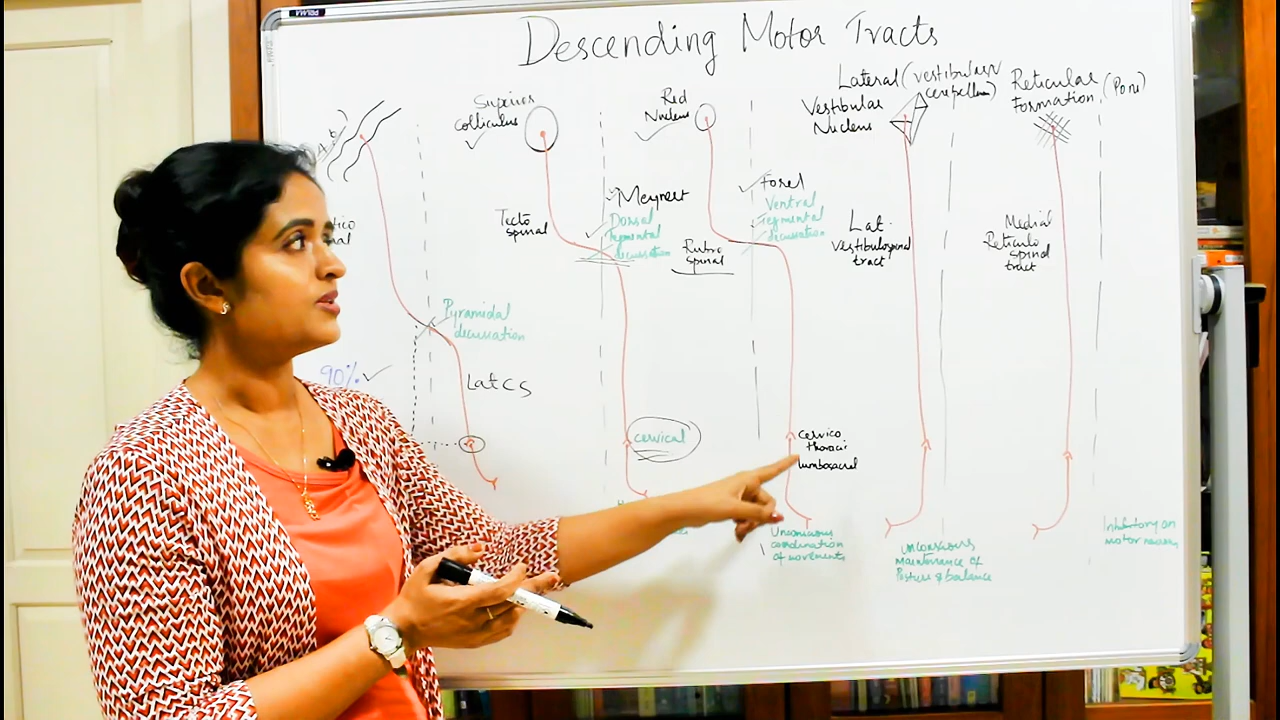 PRIMA
Descending Motor Tracts
Superior
colliculus
Tecto
spinal
Meynert
Dorsal
tegmental
decussation
Red
Nucleus
Rubro
spinal
Forel
Ventral
tegmental
decussation
Lateral (vestibular
cerebellum)
Vestibular
Nucleus
Lat.
vestibulospinal
tract
Reticular
Formation, (Pons)
Medial
Reticulo
spinal
tract
Pyramidal
decussation
90%
Lat CS
cervical
cervico
thoraci
lumbosacral
Unconscious
coordination
of movements
unconscious
Maintenance of
Posture & balance
Inhibitory on
motor neurons